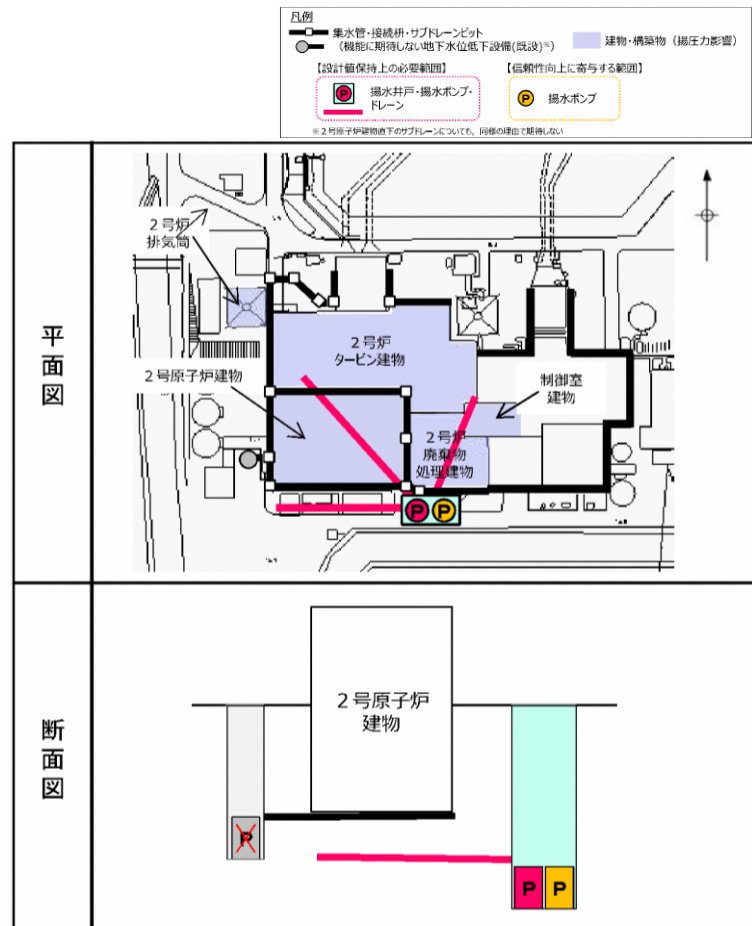 凡例
集水管・接続枡・サブドレーンピット
(機能に期待しない地下水位低下設備(既設)※)
建物・構築物(揚圧力影響)
【設計値保持上の必要範囲】
【信頼性向上に寄与する範囲】
P
揚水井戸・揚水ポンプ・
ドレーン
P
揚水ポンプ
※2号原子炉建物直下のサブドレーンについても，同様の理由で期待しない
平面図
2号炉
排気筒
2号炉
タービン建物
2号原子炉建物
制御室
建物
2号炉
廃棄物
処理建物
P P
断面図
2号原子炉
建物
P
P P